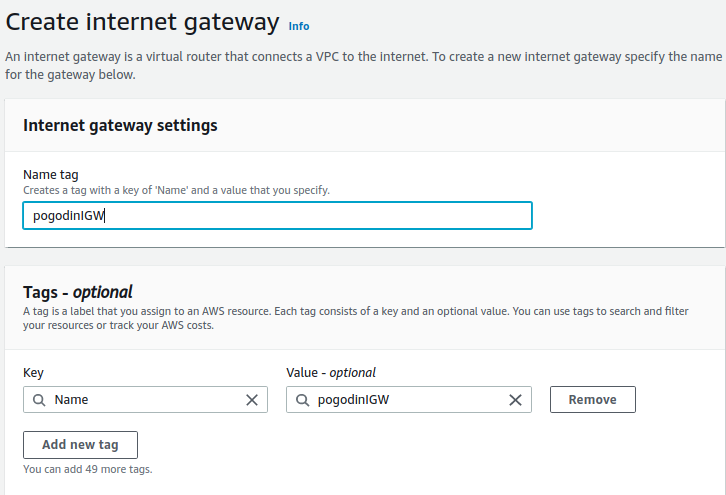 Create internet gateway Info
An internet gateway is a virtual router that connects a VPC to the internet. To create a new internet gateway specify the name
for the gateway below.
Internet gateway settings
Name tag
Creates a tag with a key of 'Name' and a value that you specify.
pogodinIGW
Tags - optional
A tag is a label that you assign to an AWS resource. Each tag consists of a key and an optional value. You can use tags to search and filter
your resources or track your AWS costs.
Key Value - optional
Name pogodinIGW Remove
Add new tag
You can add 49 more tags.